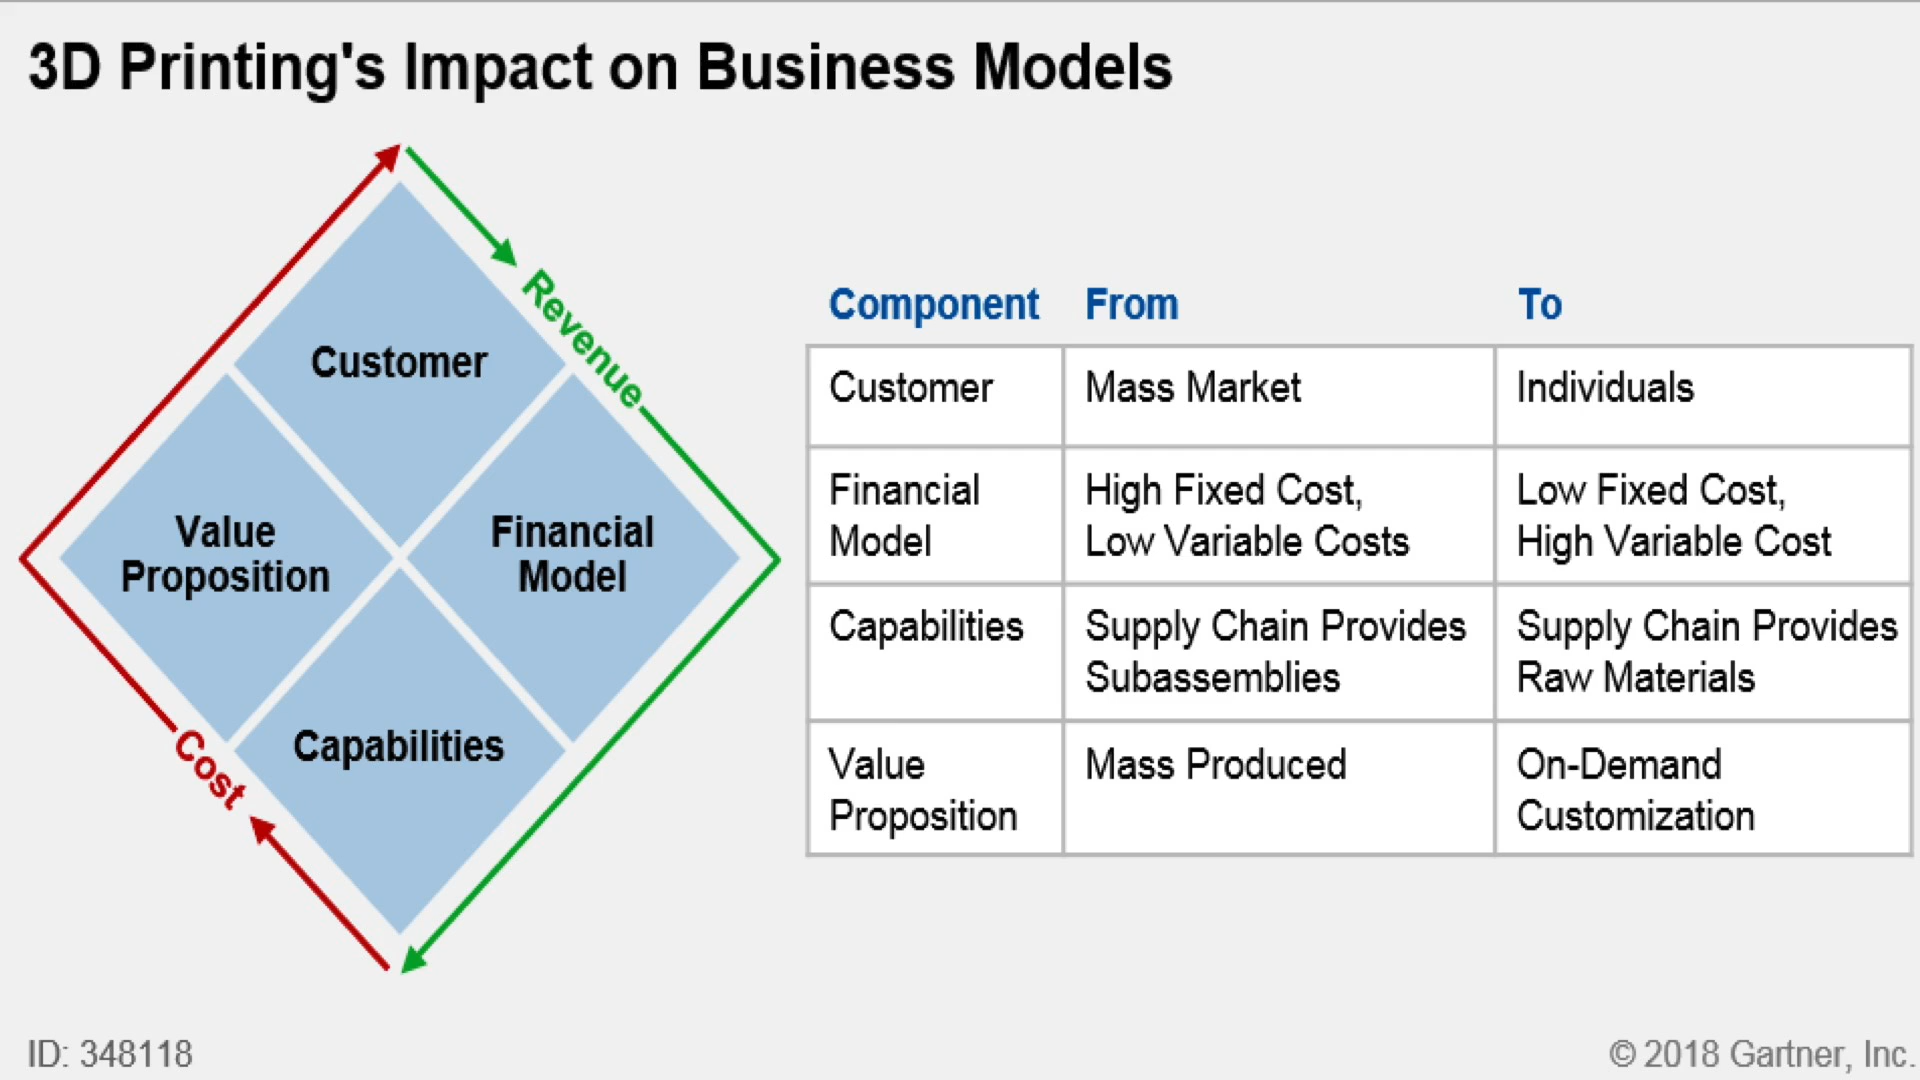 3D Printing's Impact on Business Models
Customer
Value
Proposition
Financial
Model
Capabilities
Revenue
Cost
Component From To
Customer Mass Market Individuals
Financial Model High Fixed Cost, Low Variable Costs Low Fixed Cost, High Variable Cost
Capabilities Supply Chain Provides Subassemblies Supply Chain Provides Raw Materials
Value Proposition Mass Produced On-Demand Customization
ID: 348118
© 2018 Gartner, Inc.